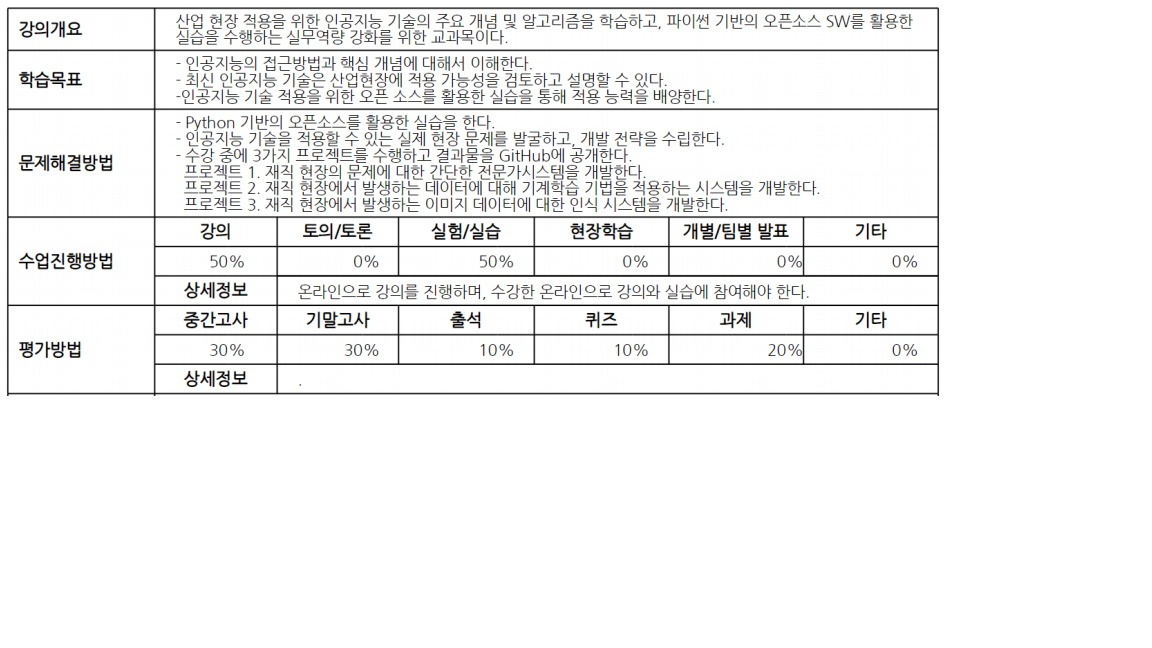 강의개요
산업 현장 적용을 위한 인공지능 기술의 주요 개념 및 알고리즘을 학습하고, 파이썬 기반의 오픈소스 SW를 활용한
실습을 수행하는 실무역량 강화를 위한 교과목이다.
학습목표
- 인공지능의 접근방법과 핵심 개념에 대해서 이해한다.
- 최신 인공지능 기술은 산업현장에 적용 가능성을 검토하고 설명할 수 있다.
-인공지능 기술 적용을 위한 오픈 소스를 활용한 실습을 통해 적용 능력을 배양한다.
문제해결방법
- Python 기반의 오픈소스를 활용한 실습을 한다.
- 인공지능 기술을 적용할 수 있는 실제 현장 문제를 발굴하고, 개발 전략을 수립한다.
- 수강 중에 3가지 프로젝트를 수행하고 결과물을 GitHub에 공개한다.
프로젝트 1. 재직 현장의 문제에 대한 간단한 전문가시스템을 개발한다.
프로젝트 2. 재직 현장에서 발생하는 데이터에 대해 기계학습 기법을 적용하는 시스템을 개발한다.
프로젝트 3. 재직 현장에서 발생하는 이미지 데이터에 대한 인식 시스템을 개발한다.
수업진행방법
강의 토의/토론 실험/실습 현장학습 개별/팀별 발표 기타
50% 0% 50% 0% 0% 0%
상세정보 온라인으로 강의를 진행하며, 수강한 온라인으로 강의와 실습에 참여해야 한다.
평가방법
중간고사 기말고사 출석 퀴즈 과제 기타
30% 30% 10% 10% 20% 0%
상세정보 .